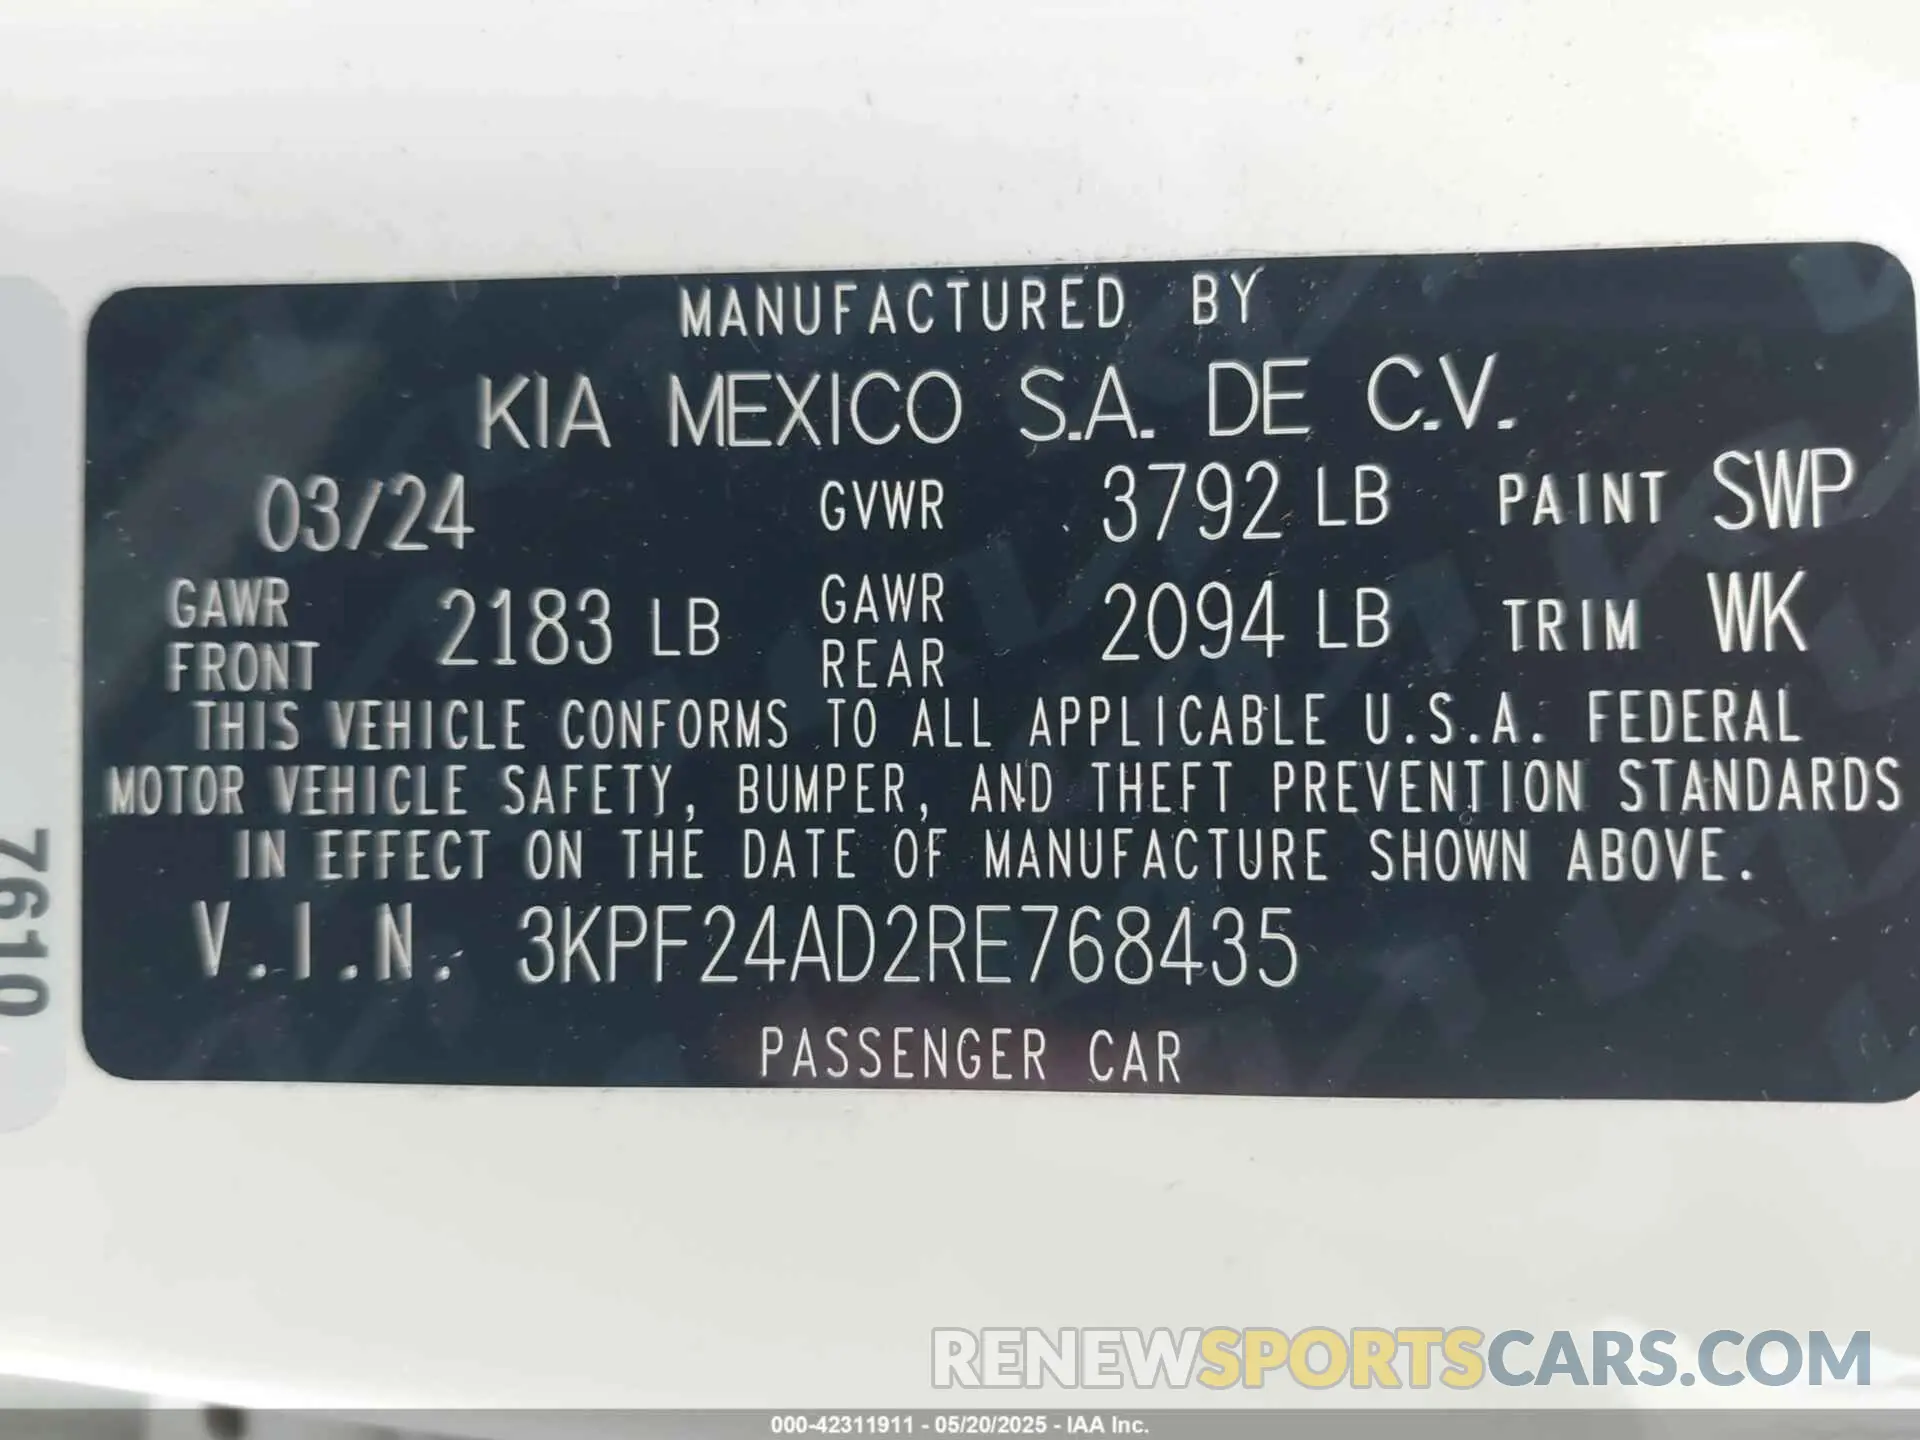 MANUFACTURED BY
KIA MEXICO S.A. DE C.V.
03/24 GVWR 3792 LB PAINT SWP
GAWR FRONT 2183 LB GAWR REAR 2094 LB TRIM WK
THIS VEHICLE CONFORMS TO ALL APPLICABLE U.S.A. FEDERAL
MOTOR VEHICLE SAFETY, BUMPER, AND THEFT PREVENTION STANDARDS
IN EFFECT ON THE DATE OF MANUFACTURE SHOWN ABOVE.
V.I.N. 3KPF24AD2RE768435
PASSENGER CAR
7610
RENEWSPORTSCARS.COM
000-42311911 - 05/20/2025 - IAA Inc.